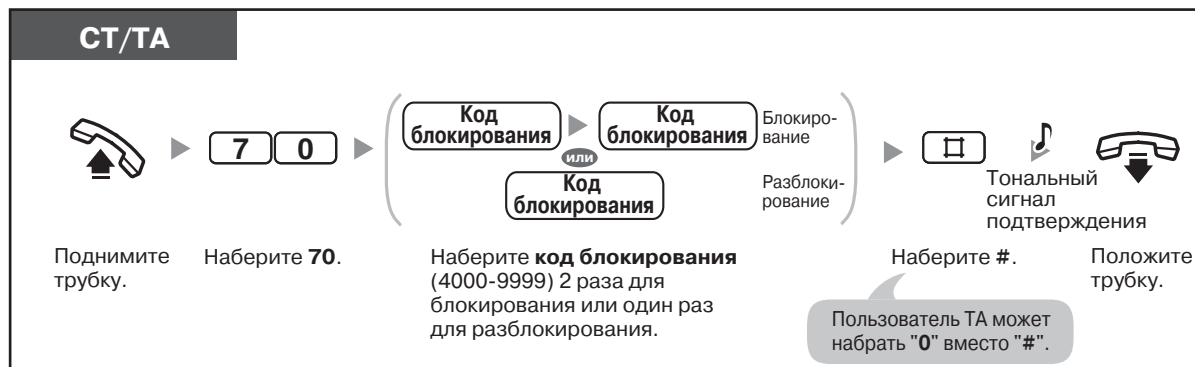 СТ/ТА
7 0
Код блокирования
Код блокирования
Блокиро-
вание
или
Код блокирования
Разблоки-
рование
#
Тональный
сигнал
подтверждения
Поднимите
трубку.
Наберите 70.
Наберите код блокирования
(4000-9999) 2 раза для
блокирования или один раз
для разблокирования.
Наберите #.
Положите
трубку.
Пользователь ТА может
набрать "0" вместо "#".